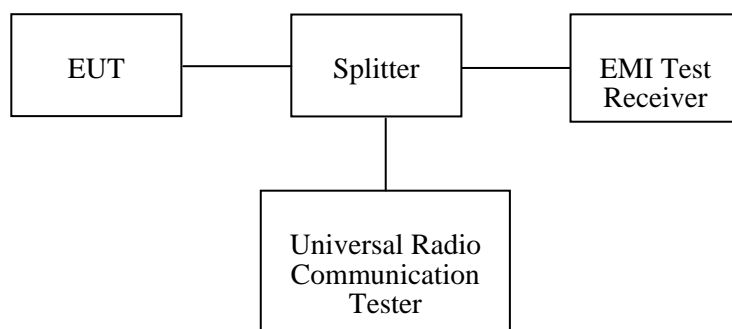 EUT
Splitter
EMI Test
Receiver
Universal Radio
Communication
Tester